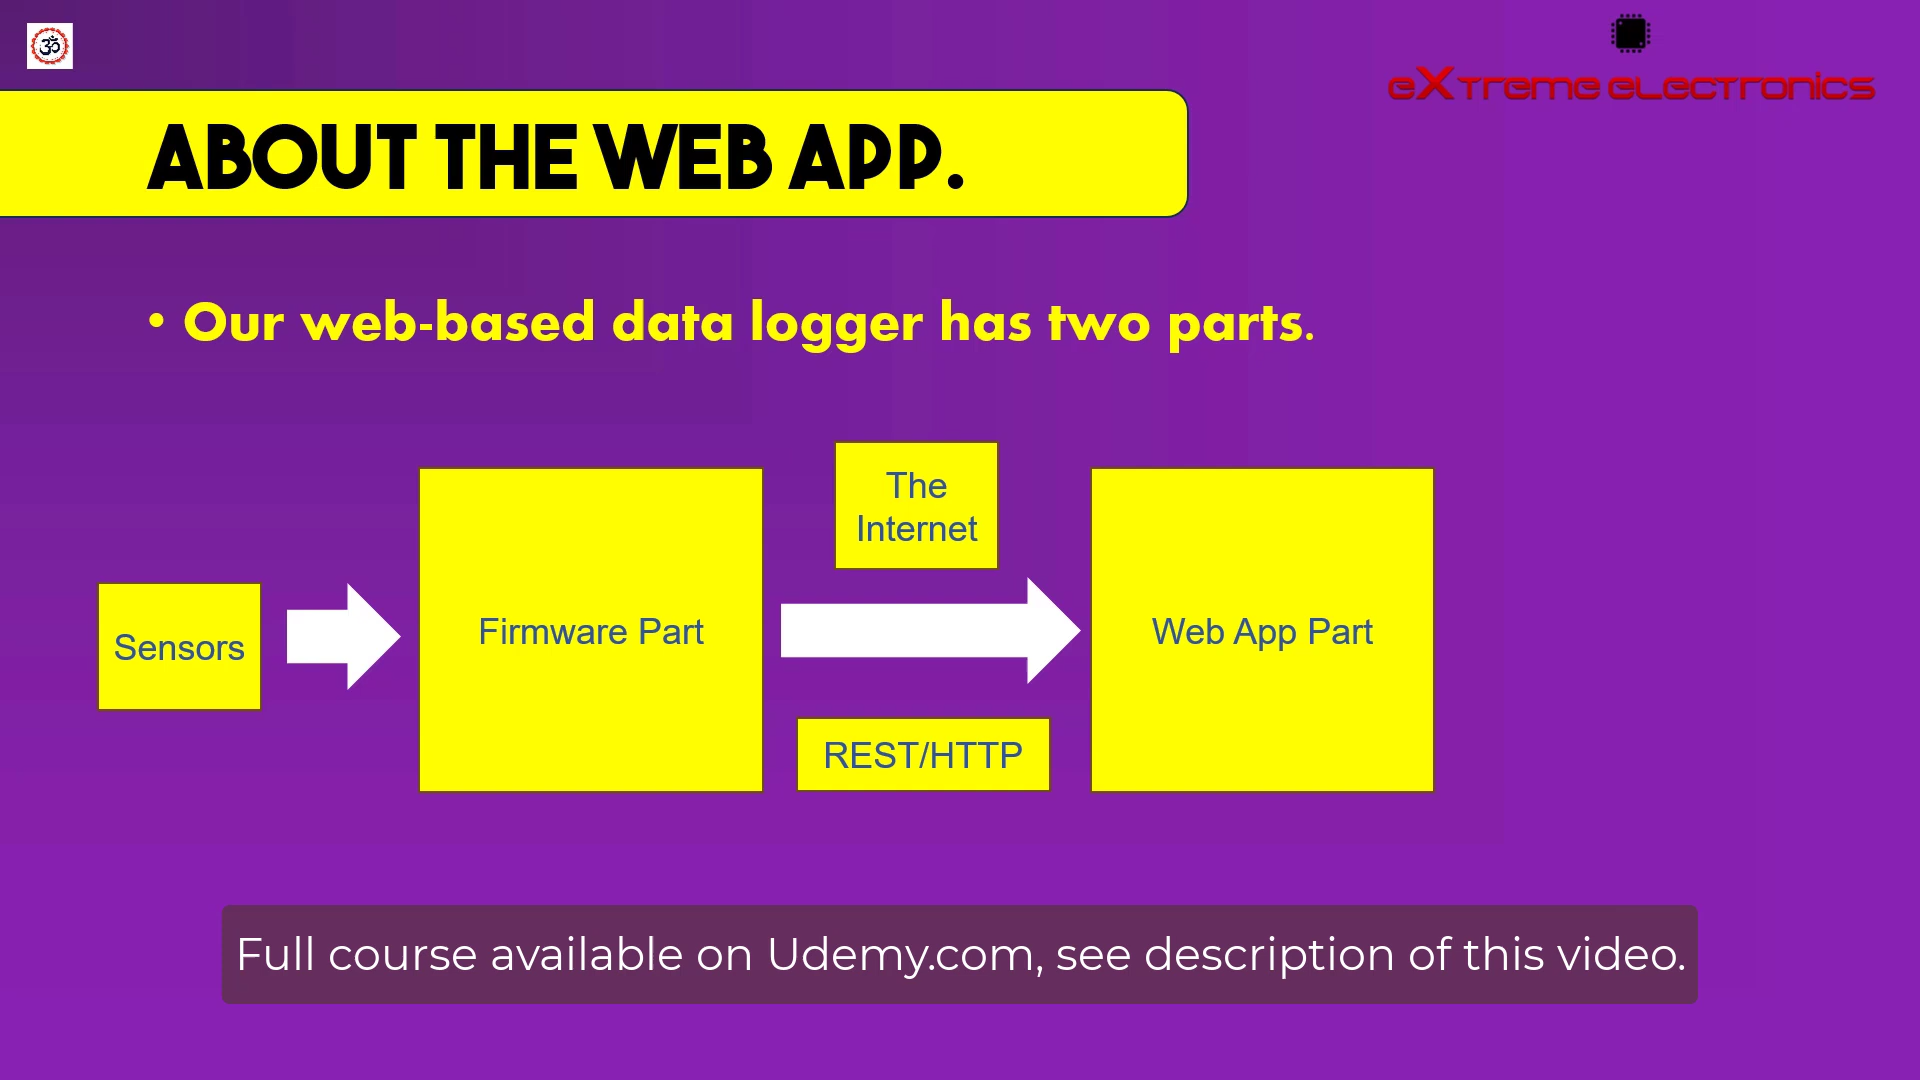 ॐ
eXtreme eLecTronics
ABOUT THE WEB APP.
• Our web-based data logger has two parts.
The
Internet
Sensors
Firmware Part
Web App Part
REST/HTTP
Full course available on Udemy.com, see description of this video.